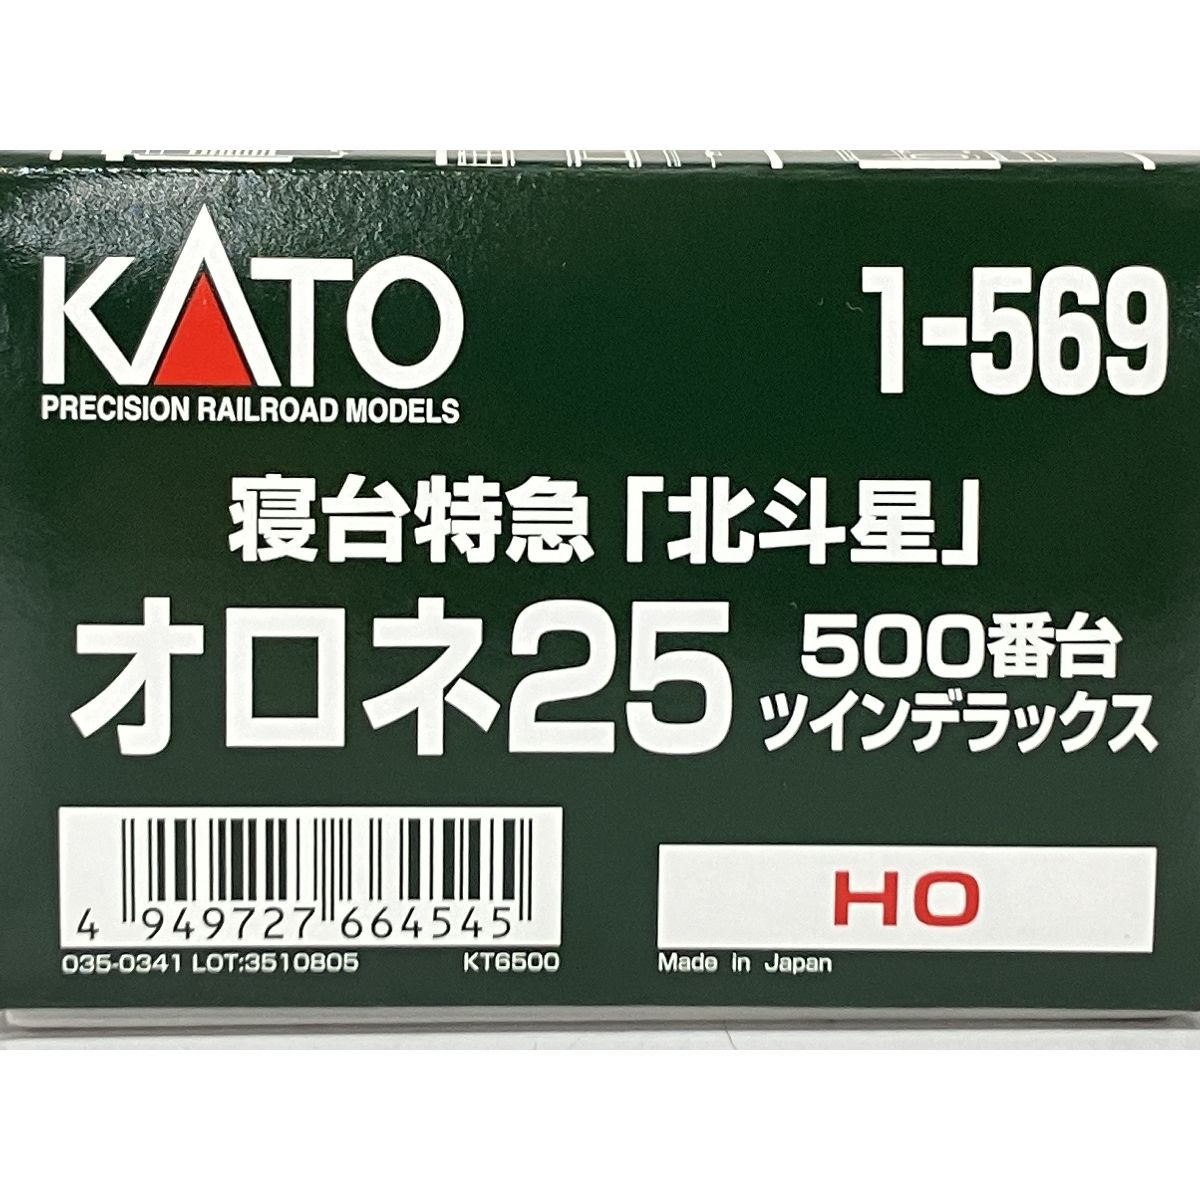 KATO
PRECISION RAILROAD MODELS
1-569
寝台特急「北斗星」
オロネ25
500番台
ツインデラックス
4 949727 664545
035-0341 LOT:3510805
KT6500
HO
Made in Japan